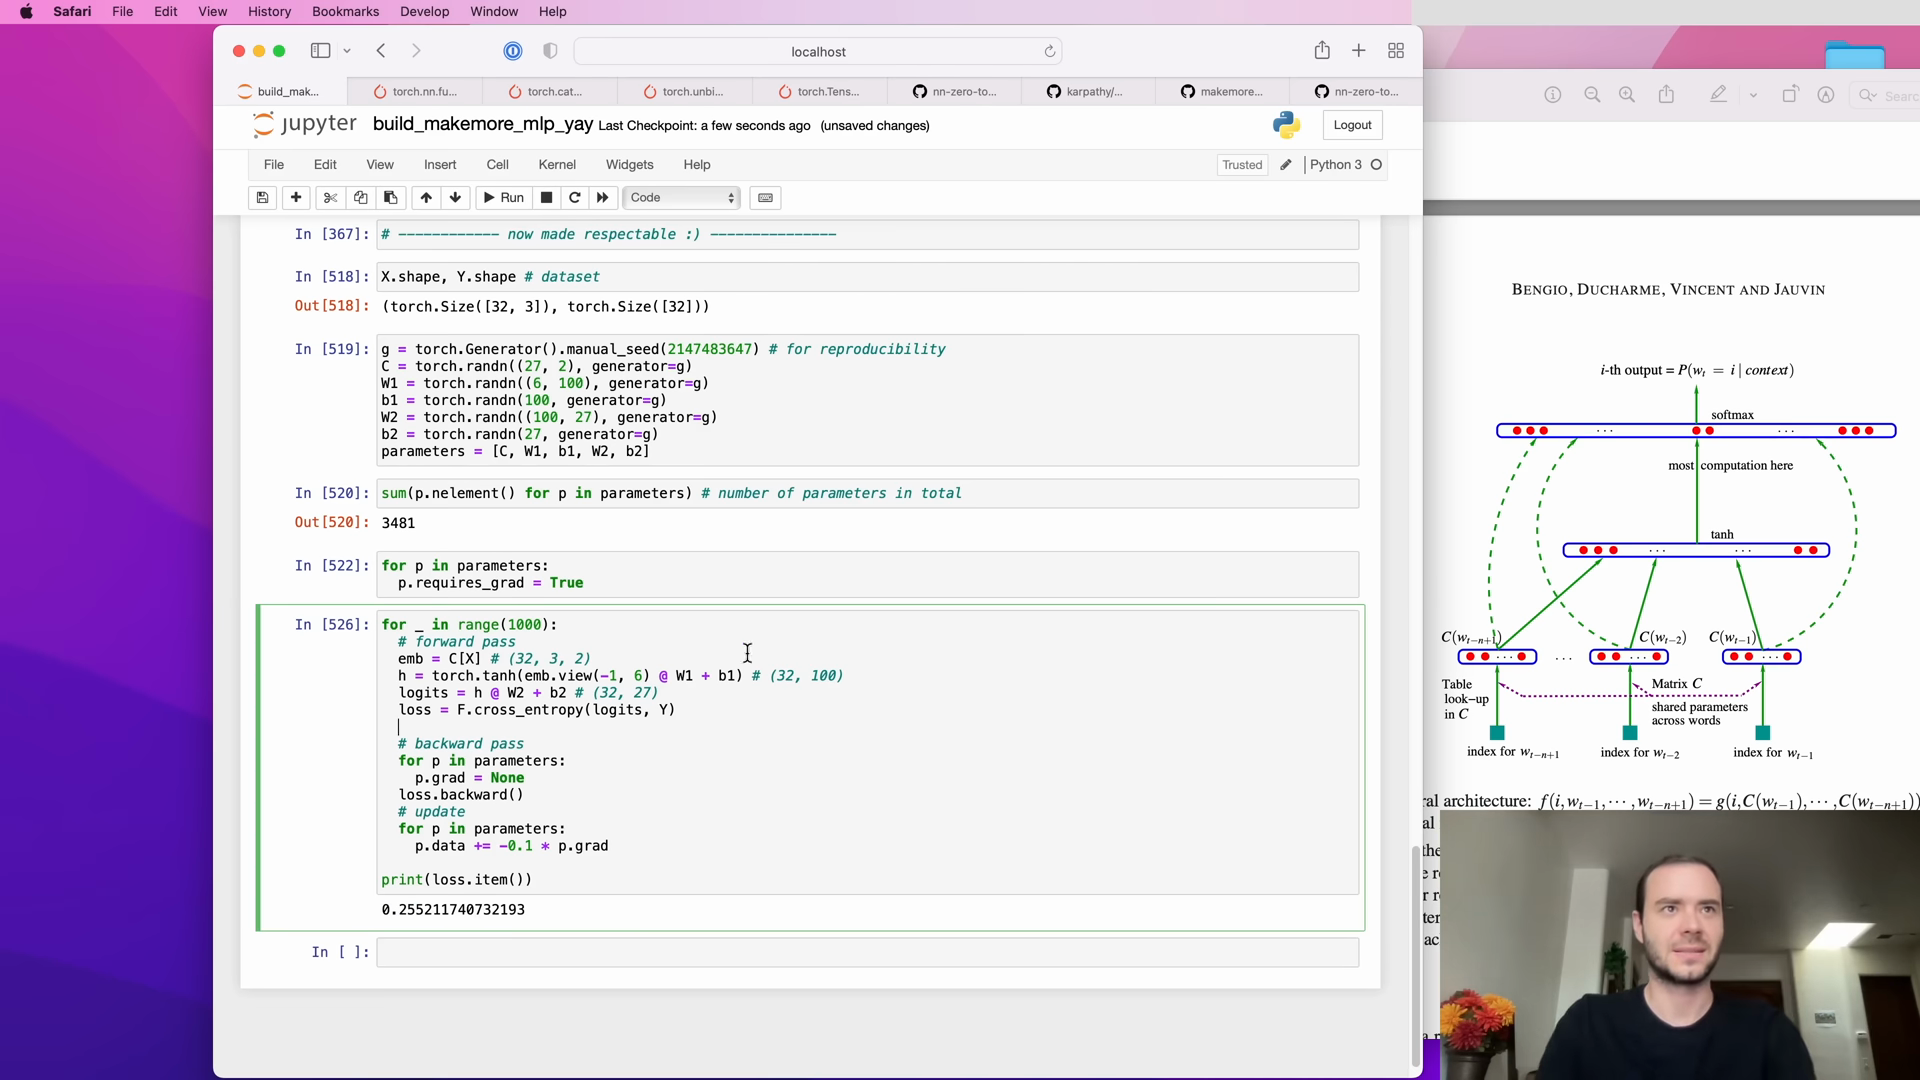 Safari File Edit View History Bookmarks Develop Window Help
localhost
build_mak... torch.nn.fu... torch.cat... torch.unbi... torch.Tens... nn-zero-to... karpathy/... makemore... nn-zero-to...
jupyter build_makemore_mlp_yay Last Checkpoint: a few seconds ago (unsaved changes) Logout
File Edit View Insert Cell Kernel Widgets Help Trusted Python 3
Run Code
In [367]: # ------------ now made respectable :) ---------------
In [518]: X.shape, Y.shape # dataset
Out[518]: (torch.Size([32, 3]), torch.Size([32]))
In [519]: g = torch.Generator().manual_seed(2147483647) # for reproducibility
C = torch.randn((27, 2), generator=g)
W1 = torch.randn((6, 100), generator=g)
b1 = torch.randn(100, generator=g)
W2 = torch.randn((100, 27), generator=g)
b2 = torch.randn(27, generator=g)
parameters = [C, W1, b1, W2, b2]
In [520]: sum(p.nelement() for p in parameters) # number of parameters in total
Out[520]: 3481
In [522]: for p in parameters:
p.requires_grad = True
In [526]: for _ in range(1000):
# forward pass
emb = C[X] # (32, 3, 2)
h = torch.tanh(emb.view(-1, 6) @ W1 + b1) # (32, 100)
logits = h @ W2 + b2 # (32, 27)
loss = F.cross_entropy(logits, Y)
# backward pass
for p in parameters:
p.grad = None
loss.backward()
# update
for p in parameters:
p.data += -0.1 * p.grad
print(loss.item())
0.255211740732193
In [ ]:
Search
BENGIO, DUCHARME, VINCENT AND JAUVIN
i-th output = P(w_t = i | context)
softmax
... ... 
most computation here
tanh
... ...
C(w_{t−n+1}) C(w_{t−2}) C(w_{t−1})
... ... ... ...
Table
look−up
in C
Matrix C
shared parameters
across words
index for w_{t−n+1} index for w_{t−2} index for w_{t−1}
ral architecture: f(i,w_{t−1},···,w_{t−n+1}) = g(i,C(w_{t−1}),···,C(w_{t−n+1}))
al
the
e r
r r
ter
ac